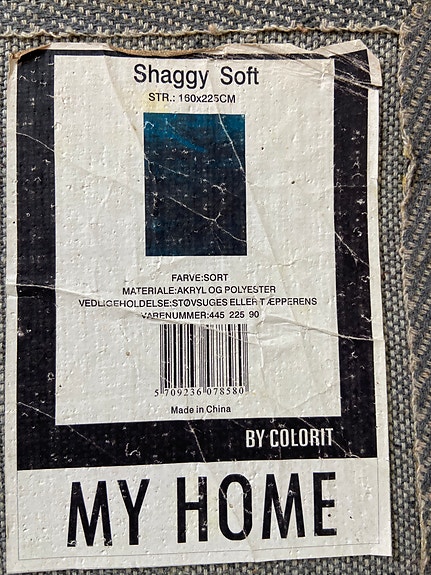 Shaggy Soft
STR.: 160x225CM
FARVE:SORT
MATERIALE:AKRYL OG POLYESTER
VEDLIGEHOLDELSE:STØVSUGES ELLER TÆPPERENS
VARENUMMER:445 225 90
5 709236 078580
Made in China
BY COLORIT
MY HOME